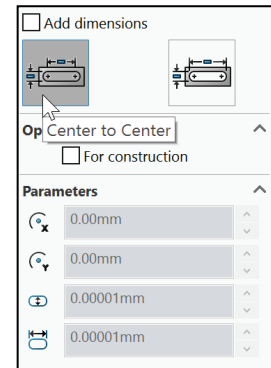 Add dimensions
Op Center to Center
For construction
Parameters
X 0.00mm
Y 0.00mm
0.00001mm
0.00001mm